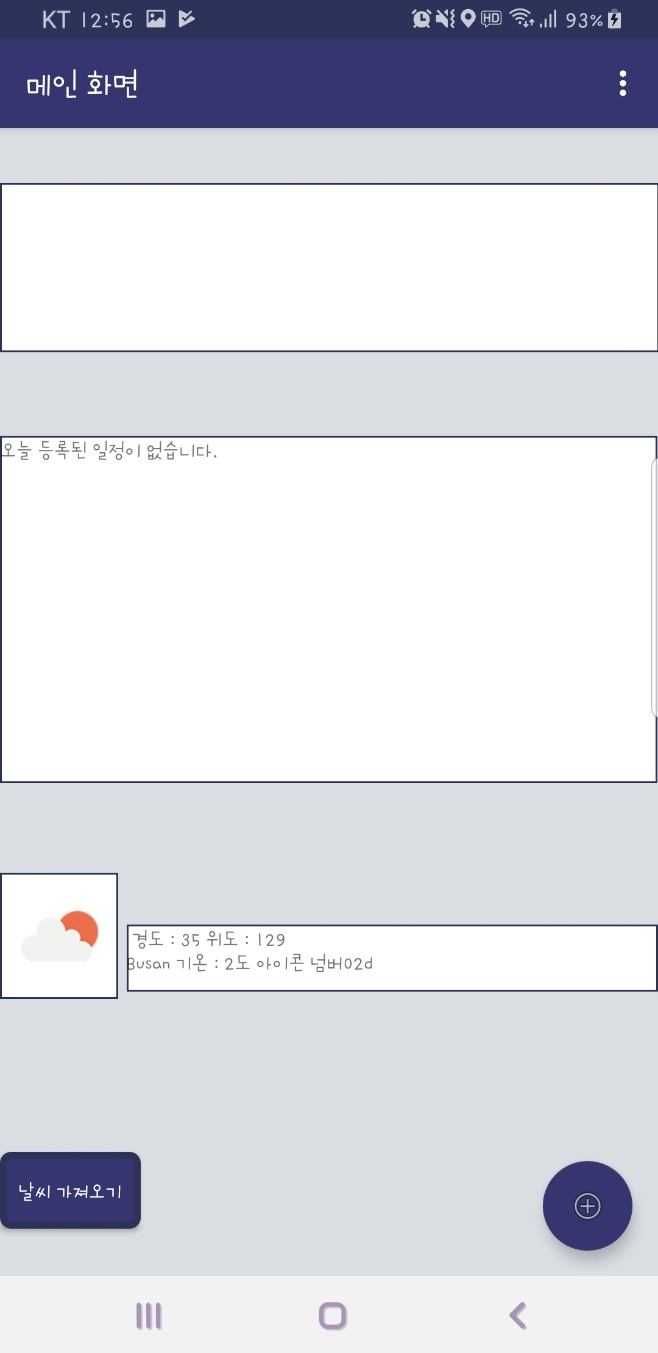 KT 12:56 HD 93%
메인 화면
오늘 등록된 일정이 없습니다.
경도 : 35 위도 : 129
Busan 기온 : 2도 아이콘 넘버02d
날씨 가져오기